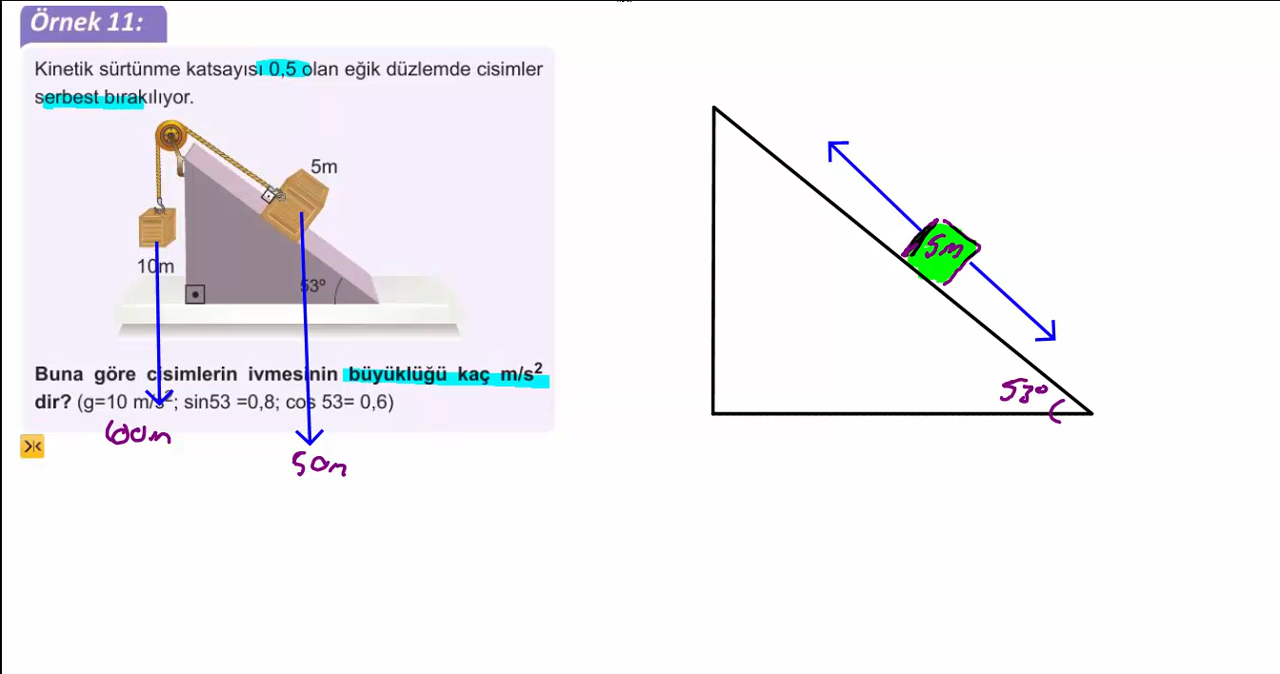 Örnek 11:
Kinetik sürtünme katsayısı 0,5 olan eğik düzlemde cisimler
serbest bırakılıyor.
5m
10m
53°
Buna göre cisimlerin ivmesinin büyüklüğü kaç m/s²
dir? (g=10 m/s²; sin53 =0,8; cos 53= 0,6)
100m
50m
5m
53°